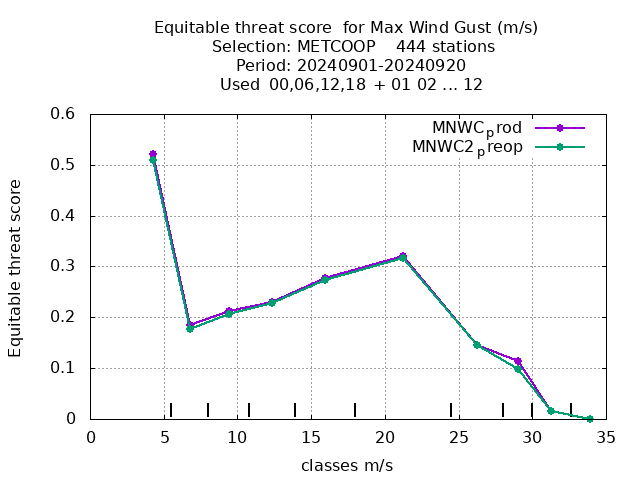 Equitable threat score  for Max Wind Gust (m/s)
Selection: METCOOP    444 stations
Period: 20240901-20240920
Used  00,06,12,18  + 01 02 ... 12
MNWCprod
MNWC2preop
Equitable threat score
0.6
0.5
0.4
0.3
0.2
0.1
0
0 5 10 15 20 25 30 35
classes m/s